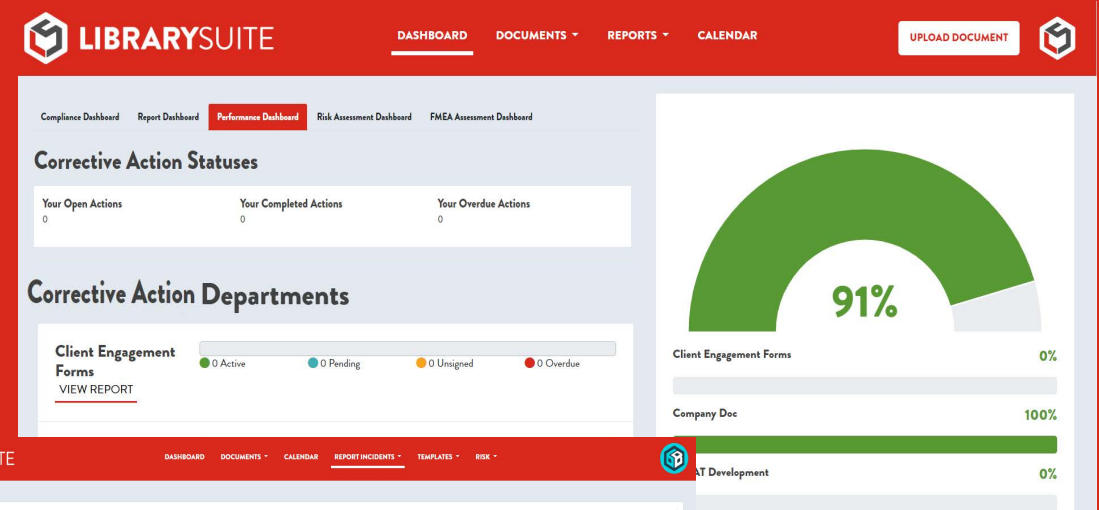 LIBRARYSUITE
DASHBOARD DOCUMENTS REPORTS CALENDAR
UPLOAD DOCUMENT
Compliance Dashboard Report Dashboard Performance Dashboard Risk Assessment Dashboard FMEA Assessment Dashboard
Corrective Action Statuses
Your Open Actions Your Completed Actions Your Overdue Actions
0 0 0
Corrective Action Departments
Client Engagement
Forms
VIEW REPORT
0 Active 0 Pending 0 Unsigned 0 Overdue
91%
Client Engagement Forms 0%
Company Doc 100%
AT Development 0%
TE
DASHBOARD DOCUMENTS CALENDAR REPORT INCIDENTS TEMPLATES RISK